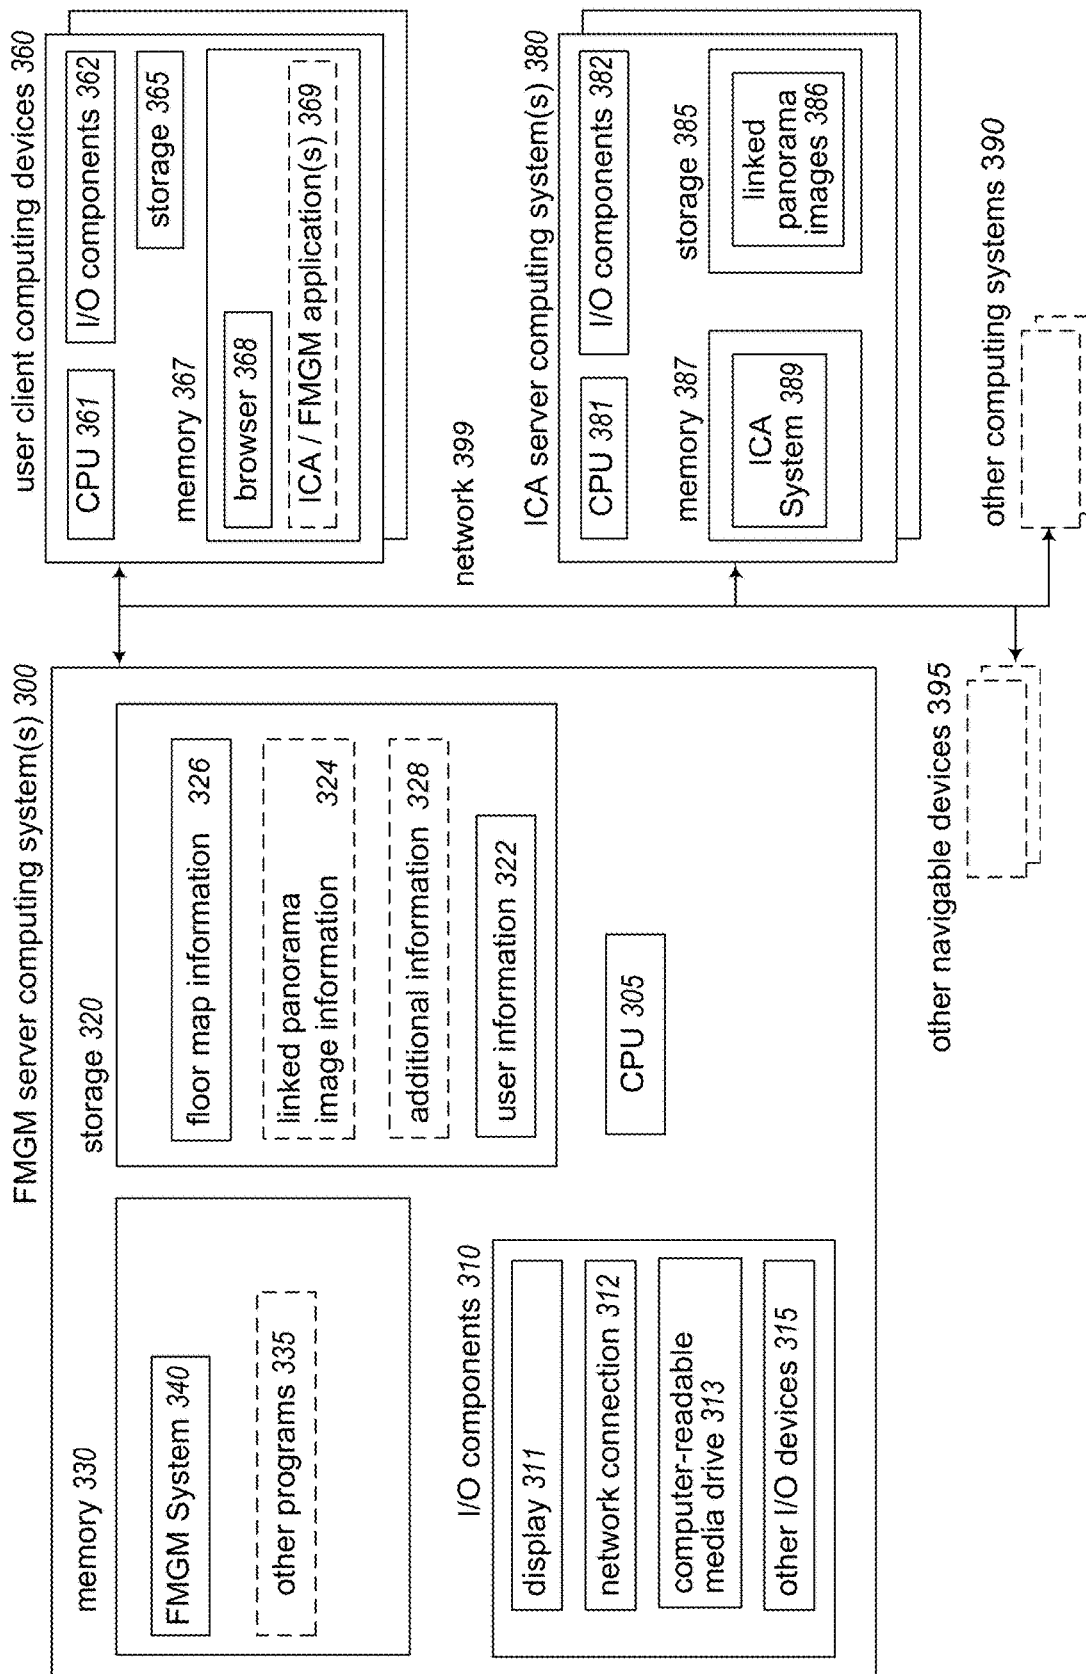 FMGM server computing system(s) 300
memory 330
FMGM System 340
other programs 335
storage 320
floor map information 326
linked panorama
image information 324
additional information 328
user information 322
I/O components 310
display 311
network connection 312
computer-readable
media drive 313
other I/O devices 315
CPU 305
user client computing devices 360
CPU 361
I/O components 362
storage 365
memory 367
browser 368
ICA / FMGM application(s) 369
network 399
ICA server computing system(s) 380
CPU 381
I/O components 382
memory 387
ICA
System 389
storage 385
linked
panorama
images 386
other navigable devices 395
other computing systems 390